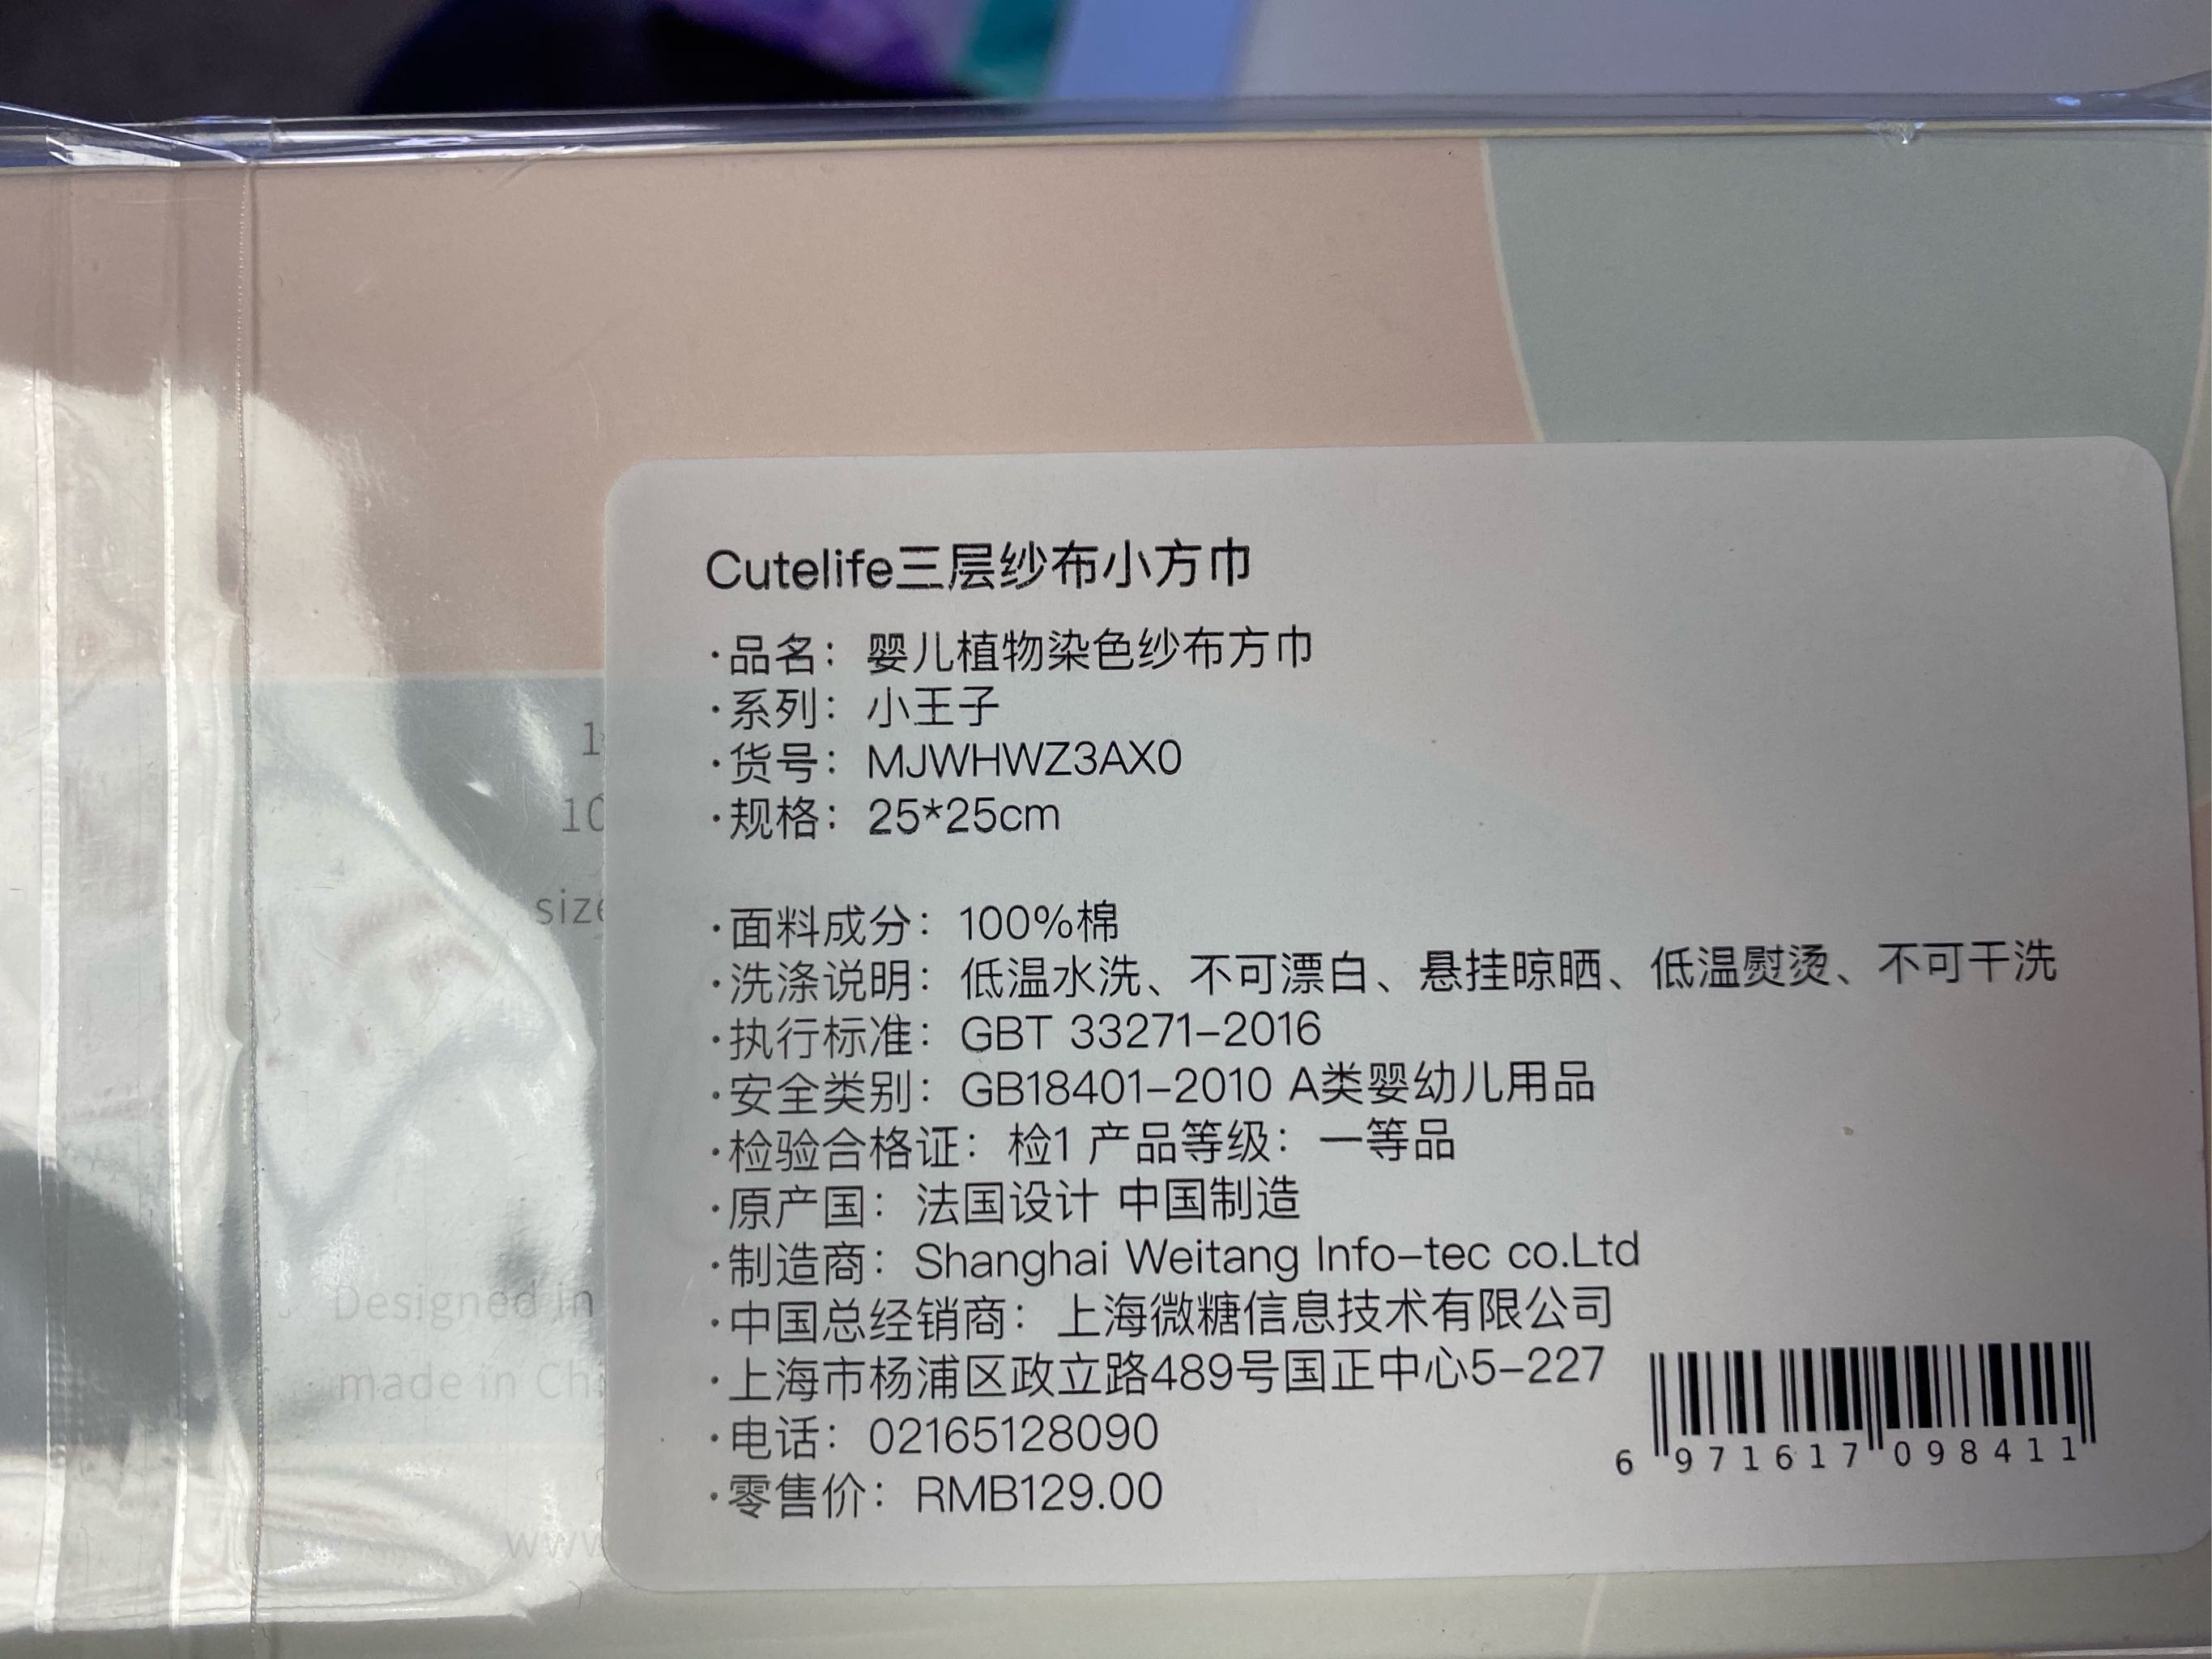 Cutelife三层纱布小方巾
·品名：婴儿植物染色纱布方巾
·系列：小王子
·货号：MJWHWZ3AX0
·规格：25*25cm
·面料成分：100%棉
·洗涤说明：低温水洗、不可漂白、悬挂晾晒、低温熨烫、不可干洗
·执行标准：GBT 33271-2016
·安全类别：GB18401-2010 A类婴幼儿用品
·检验合格证：检1 产品等级：一等品
·原产国：法国设计 中国制造
·制造商：Shanghai Weitang Info-tec co.Ltd
·中国总经销商：上海微糖信息技术有限公司
·上海市杨浦区政立路489号国正中心5-227
·电话：02165128090
·零售价：RMB129.00
6 971617 098411
size
Designed in
made in